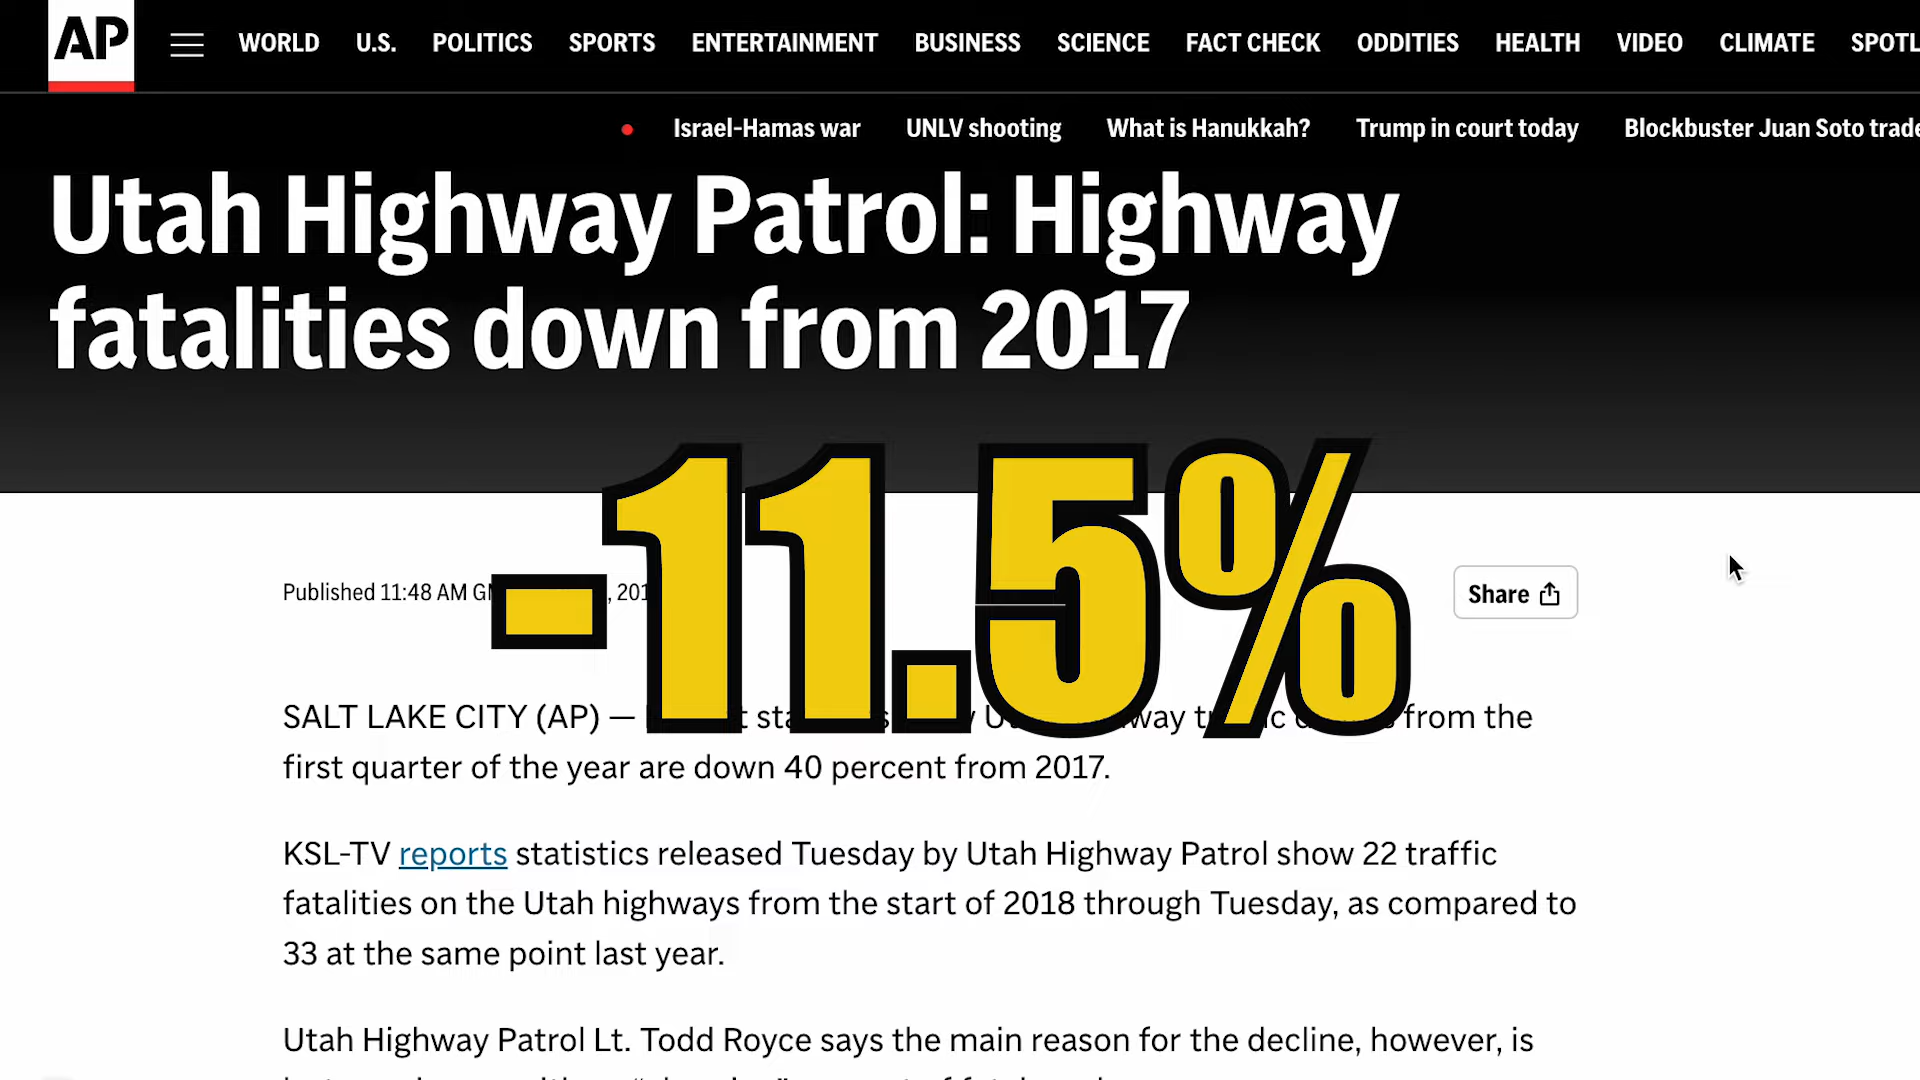 AP
WORLD U.S. POLITICS SPORTS ENTERTAINMENT BUSINESS SCIENCE FACT CHECK ODDITIES HEALTH VIDEO CLIMATE
Israel-Hamas war UNLV shooting What is Hanukkah? Trump in court today Blockbuster Juan Soto
Utah Highway Patrol: Highway
fatalities down from 2017
-11.5%
Published 11:48 AM
Share
SALT LAKE CITY (AP) — from the
first quarter of the year are down 40 percent from 2017.
KSL-TV reports statistics released Tuesday by Utah Highway Patrol show 22 traffic
fatalities on the Utah highways from the start of 2018 through Tuesday, as compared to
33 at the same point last year.
Utah Highway Patrol Lt. Todd Royce says the main reason for the decline, however, is